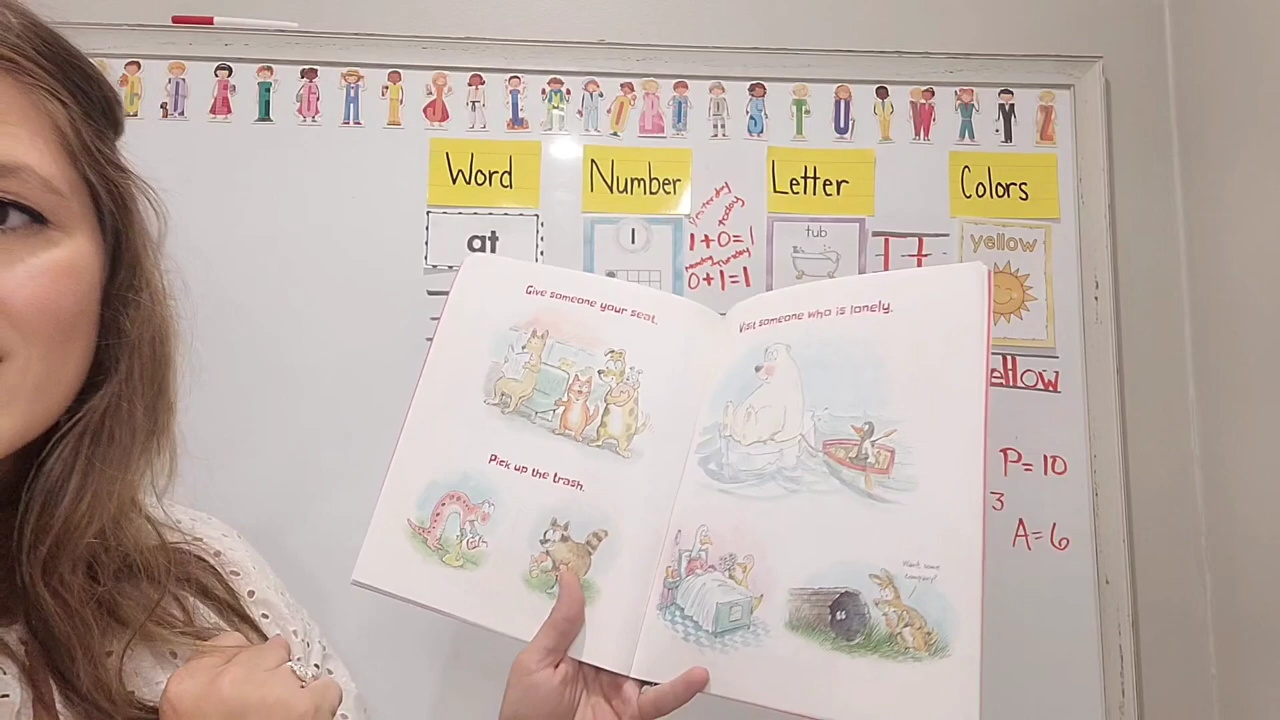 Word
Number
Letter
Colors
at
1
Yesterday
today
1+0=1
Monday Tuesday
0+1=1
tub
yellow
Give someone your seat.
Visit someone who is lonely.
Pick up the trash.
Want some
company?
ellow
P=10
3
A=6